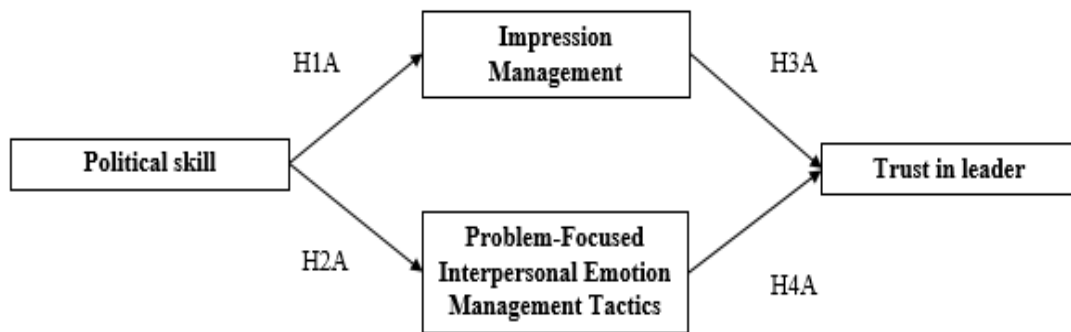 Impression
Management
H1A
H3A
Political skill
Trust in leader
Problem-Focused
Interpersonal Emotion
Management Tactics
H2A
H4A